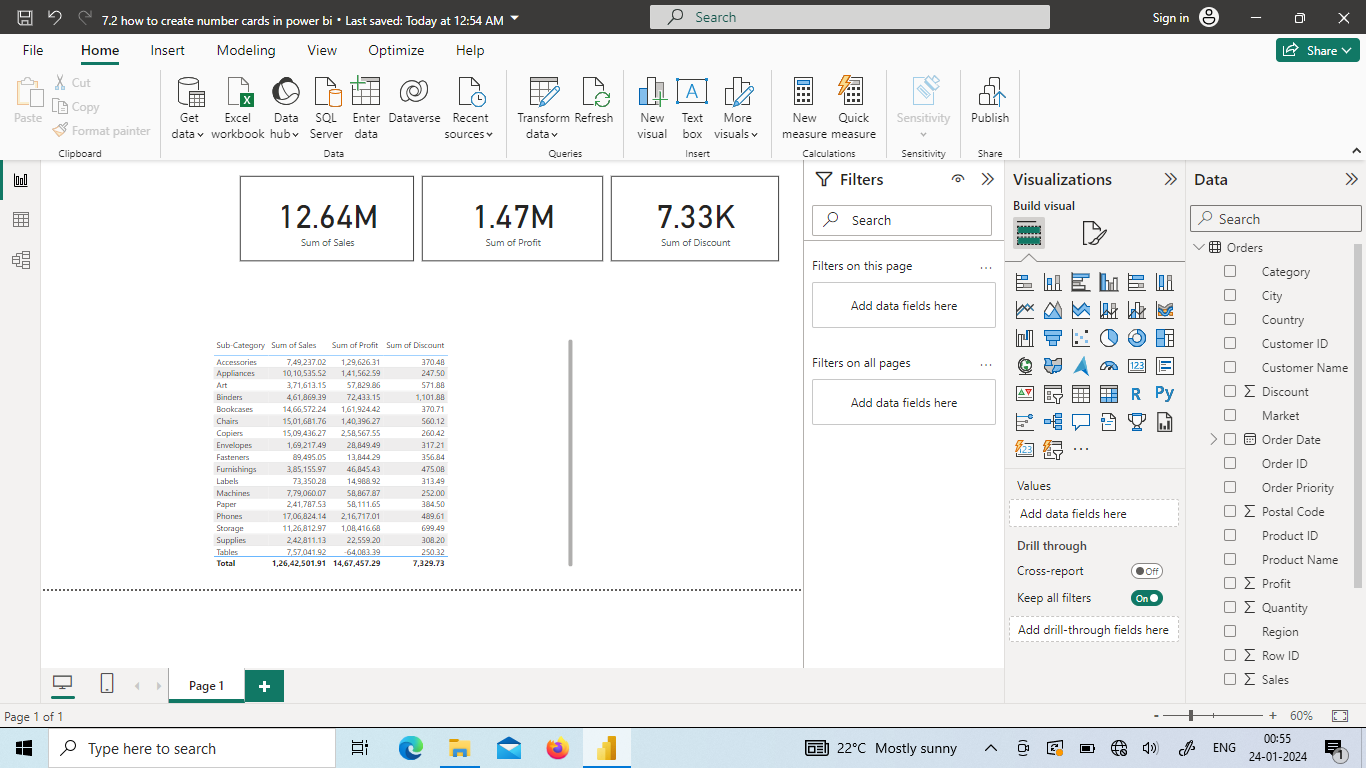 7.2 how to create number cards in power bi • Last saved: Today at 12:54 AM
Search
Sign in
File Home Insert Modeling View Optimize Help
Share
Paste
Cut
Copy
Format painter
Clipboard
Get data
Excel workbook
Data hub
SQL Server
Enter data
Dataverse
Recent sources
Data
Transform data
Refresh
Queries
New visual
Text box
More visuals
Insert
New measure
Quick measure
Calculations
Sensitivity
Sensitivity
Publish
Share
12.64M
Sum of Sales
1.47M
Sum of Profit
7.33K
Sum of Discount
Sub-Category Sum of Sales Sum of Profit Sum of Discount
Accessories 7,49,237.02 1,29,626.31 370.48
Appliances 10,10,535.52 1,41,562.59 247.50
Art 3,71,613.15 57,829.86 571.88
Binders 4,61,869.39 72,433.15 1,101.88
Bookcases 14,66,572.24 1,61,924.42 370.71
Chairs 15,01,681.76 1,40,396.27 560.12
Copiers 15,09,436.27 2,58,567.55 260.42
Envelopes 1,69,217.49 28,849.49 317.21
Fasteners 89,495.05 13,844.29 356.84
Furnishings 3,85,155.97 46,845.43 475.08
Labels 73,350.28 14,988.92 313.49
Machines 7,79,060.07 58,867.87 252.00
Paper 2,41,787.53 58,111.65 384.50
Phones 17,06,824.14 2,16,717.01 489.61
Storage 11,26,812.97 1,08,416.68 699.49
Supplies 2,42,811.13 22,559.20 308.20
Tables 7,57,041.92 -64,083.39 250.32
Total 1,26,42,501.91 14,67,457.29 7,329.73
Filters
Search
Filters on this page ...
Add data fields here
Filters on all pages ...
Add data fields here
Visualizations
Build visual
123
R
Py
123
...
Values
Add data fields here
Drill through
Cross-report Off
Keep all filters On
Add drill-through fields here
Data
Search
Orders
Category
City
Country
Customer ID
Customer Name
∑ Discount
Market
Order Date
Order ID
Order Priority
∑ Postal Code
Product ID
Product Name
∑ Profit
∑ Quantity
Region
∑ Row ID
∑ Sales
Page 1
+
Page 1 of 1
- + 60%
Type here to search
22°C Mostly sunny
ENG
00:55
24-01-2024
1